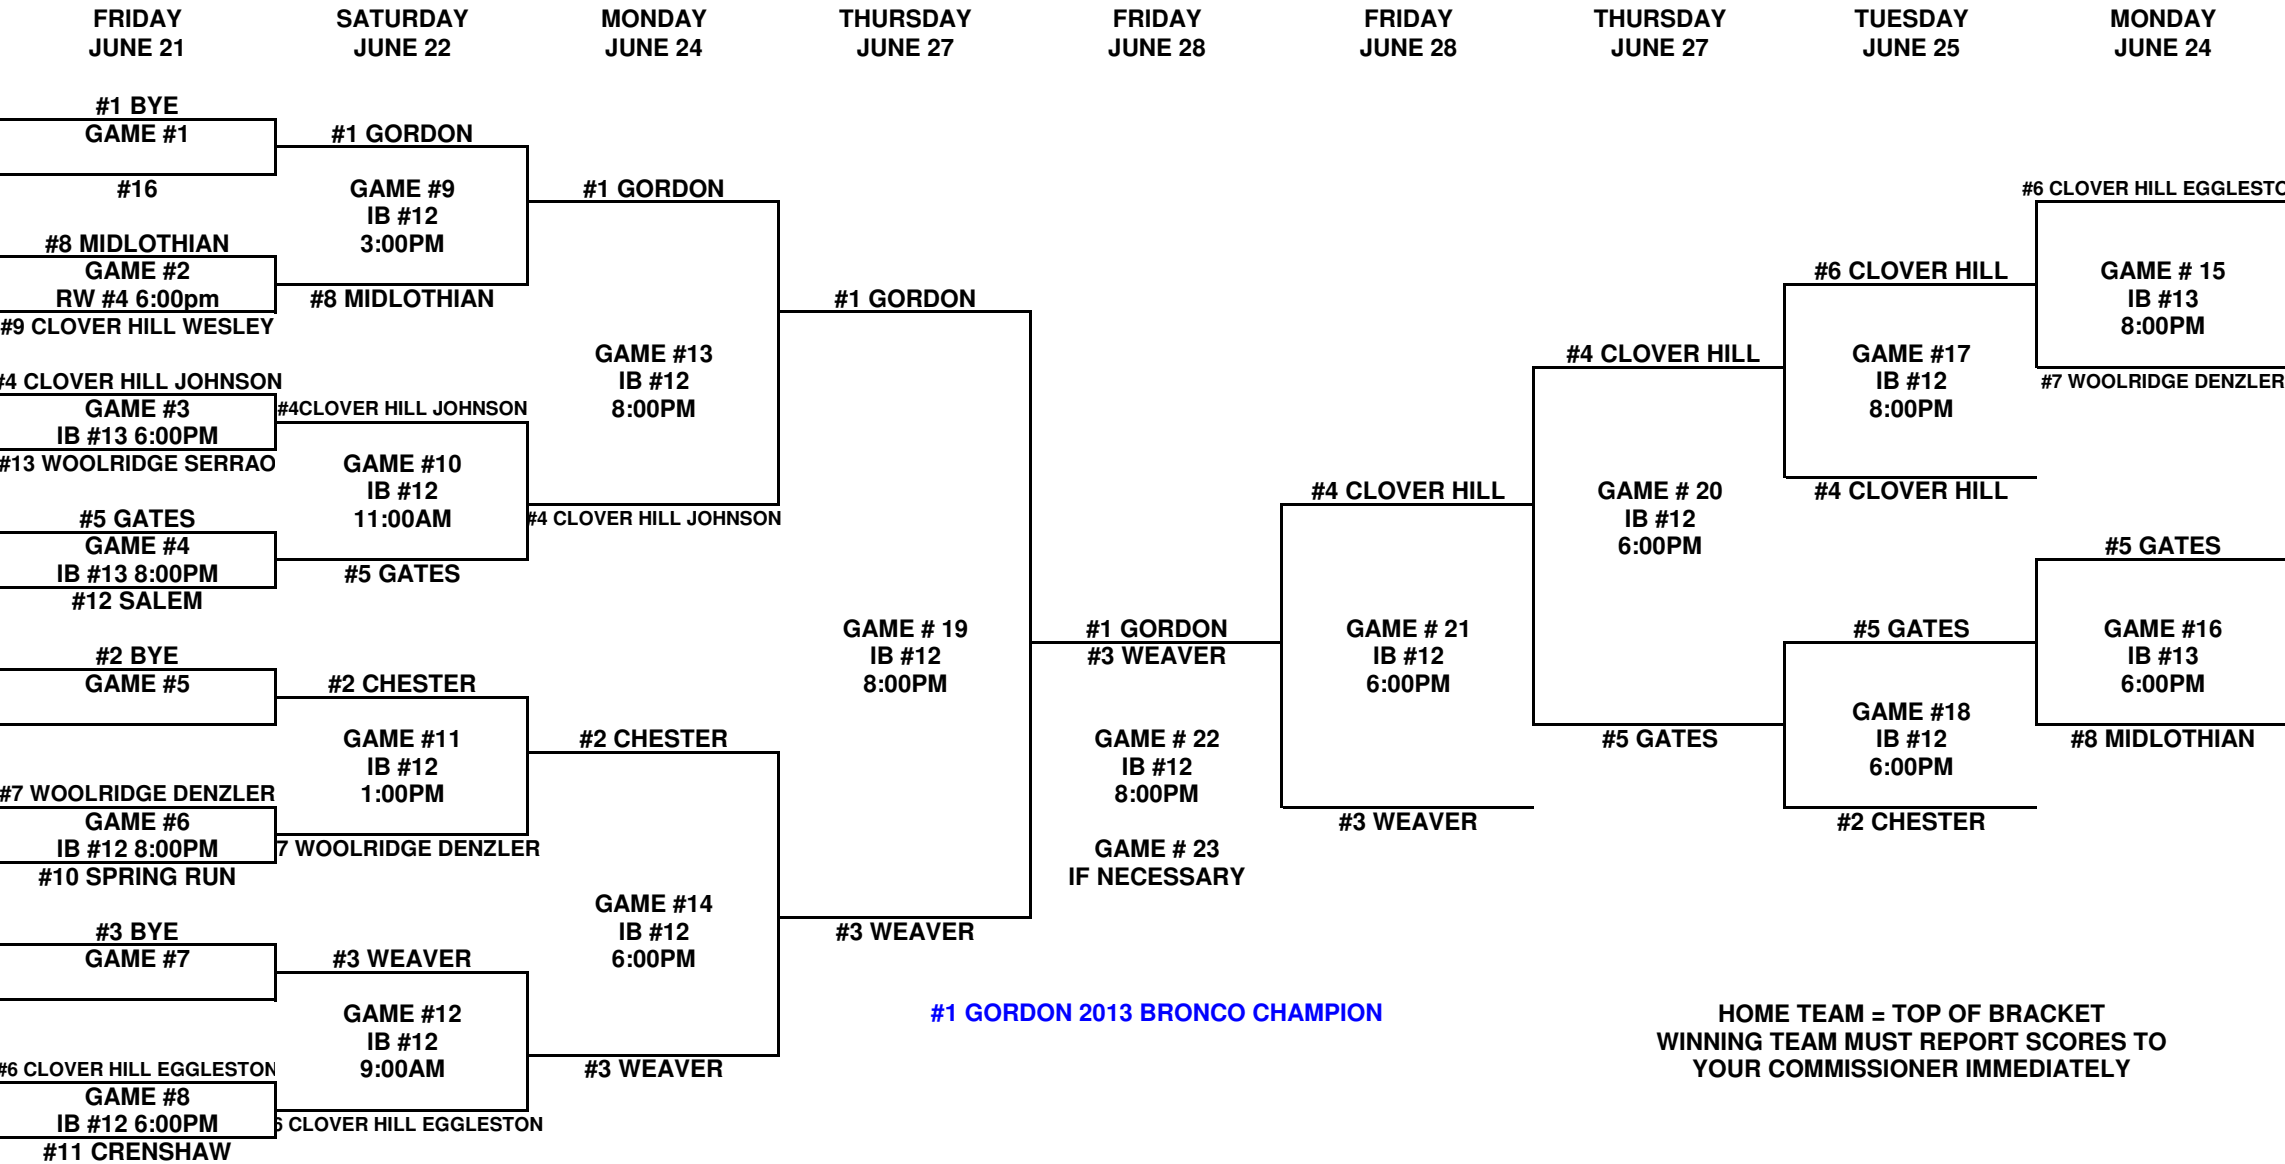 FRIDAY
JUNE 21
SATURDAY
JUNE 22
MONDAY
JUNE 24
THURSDAY
JUNE 27
FRIDAY
JUNE 28
FRIDAY
JUNE 28
THURSDAY
JUNE 27
TUESDAY
JUNE 25
MONDAY
JUNE 24
#1 BYE
GAME #1
#16
#8 MIDLOTHIAN
GAME #2
RW #4 6:00pm
#9 CLOVER HILL WESLEY
#4 CLOVER HILL JOHNSON
GAME #3
IB #13 6:00PM
#13 WOOLRIDGE SERRAO
#5 GATES
GAME #4
IB #13 8:00PM
#12 SALEM
#2 BYE
GAME #5
#7 WOOLRIDGE DENZLER
GAME #6
IB #12 8:00PM
#10 SPRING RUN
#3 BYE
GAME #7
#6 CLOVER HILL EGGLESTON
GAME #8
IB #12 6:00PM
#11 CRENSHAW
#1 GORDON
GAME #9
IB #12
3:00PM
#8 MIDLOTHIAN
#4CLOVER HILL JOHNSON
GAME #10
IB #12
11:00AM
#5 GATES
#2 CHESTER
GAME #11
IB #12
1:00PM
7 WOOLRIDGE DENZLER
#3 WEAVER
GAME #12
IB #12
9:00AM
6 CLOVER HILL EGGLESTON
#1 GORDON
GAME #13
IB #12
8:00PM
#4 CLOVER HILL JOHNSON
#2 CHESTER
GAME #14
IB #12
6:00PM
#3 WEAVER
#1 GORDON
GAME # 19
IB #12
8:00PM
#3 WEAVER
#1 GORDON
#3 WEAVER
GAME # 22
IB #12
8:00PM
GAME # 23
IF NECESSARY
#4 CLOVER HILL
GAME # 21
IB #12
6:00PM
#3 WEAVER
#4 CLOVER HILL
GAME # 20
IB #12
6:00PM
#5 GATES
#6 CLOVER HILL
GAME #17
IB #12
8:00PM
#4 CLOVER HILL
#5 GATES
GAME #18
IB #12
6:00PM
#2 CHESTER
#6 CLOVER HILL EGGLESTO
GAME # 15
IB #13
8:00PM
#7 WOOLRIDGE DENZLER
#5 GATES
GAME #16
IB #13
6:00PM
#8 MIDLOTHIAN
#1 GORDON 2013 BRONCO CHAMPION
HOME TEAM = TOP OF BRACKET
WINNING TEAM MUST REPORT SCORES TO
YOUR COMMISSIONER IMMEDIATELY